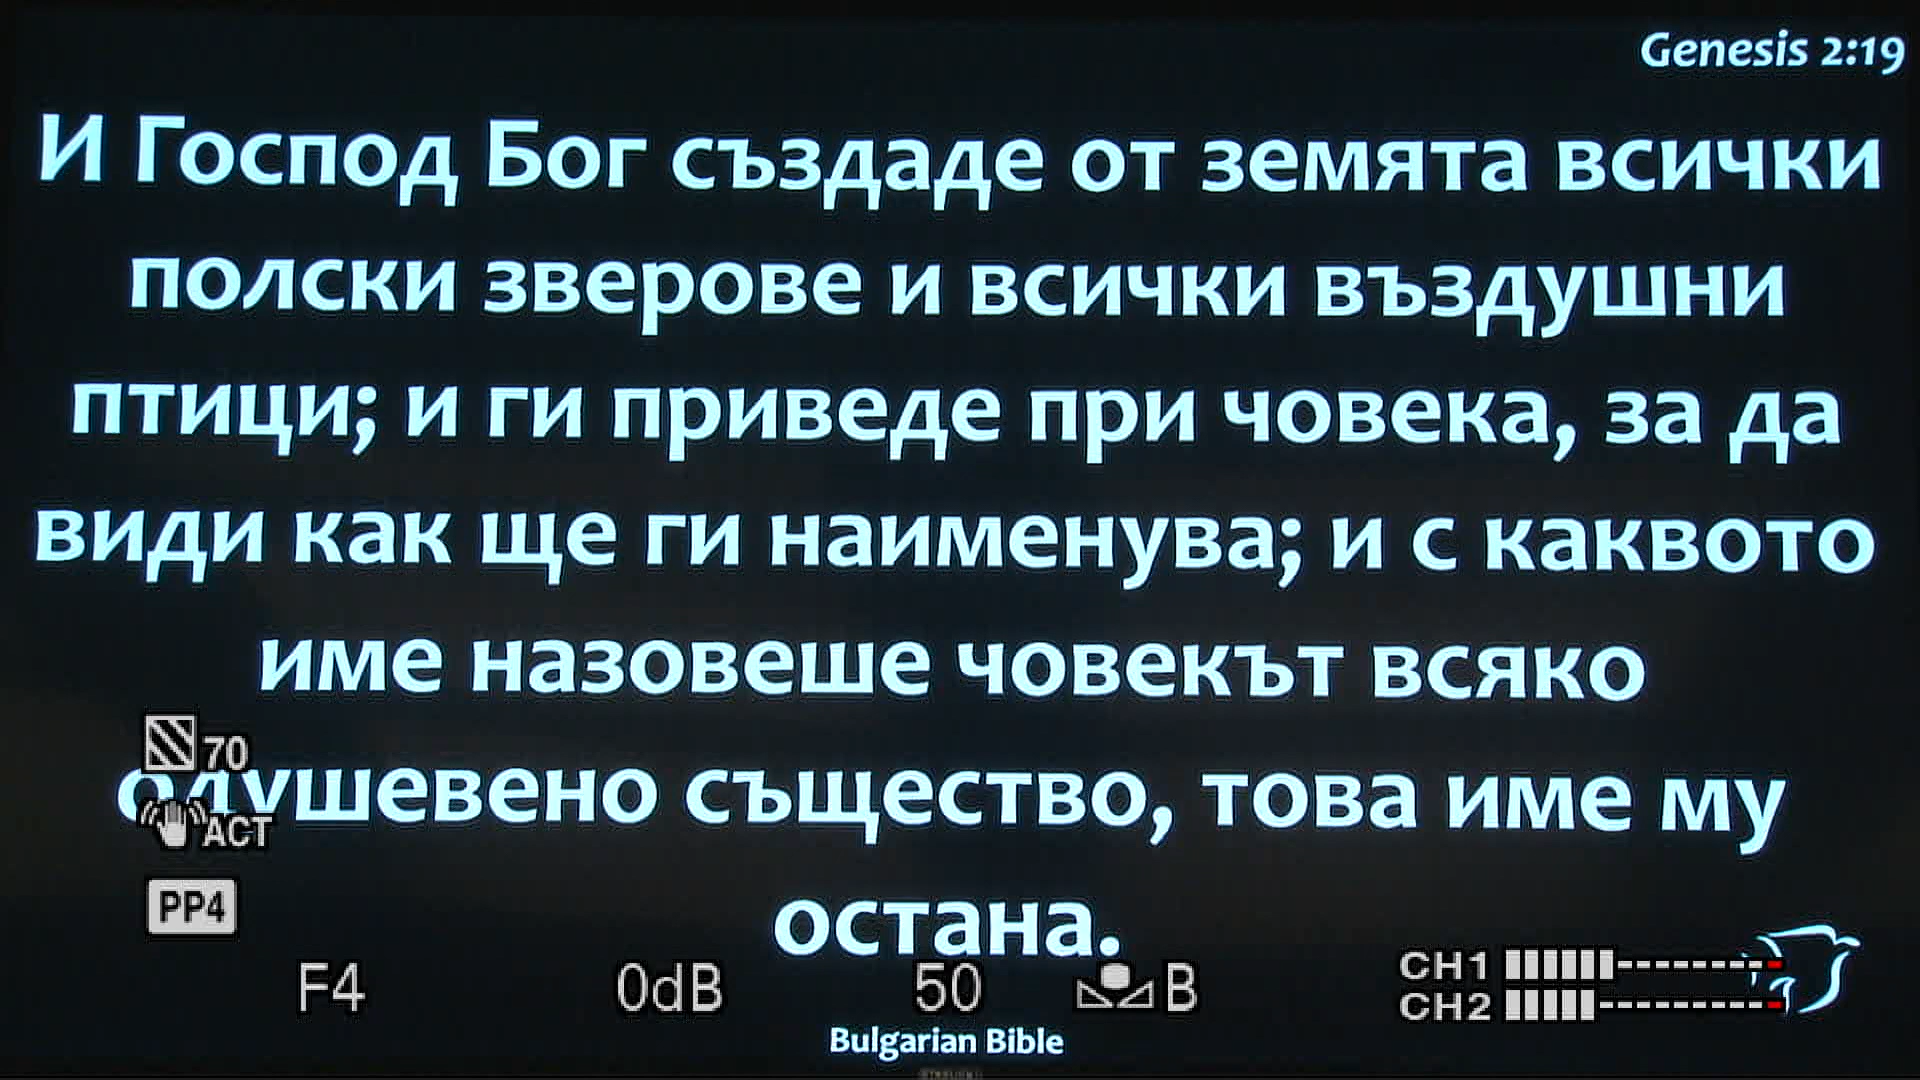 Genesis 2:19
И Господ Бог създаде от земята всички
полски зверове и всички въздушни
птици; и ги приведе при човека, за да
види как ще ги наименува; и с каквото
име назовеше човекът всяко
одушевено същество, това име му
остана.
70
ACT
PP4
F4 0dB 50 B
CH1
CH2
Bulgarian Bible